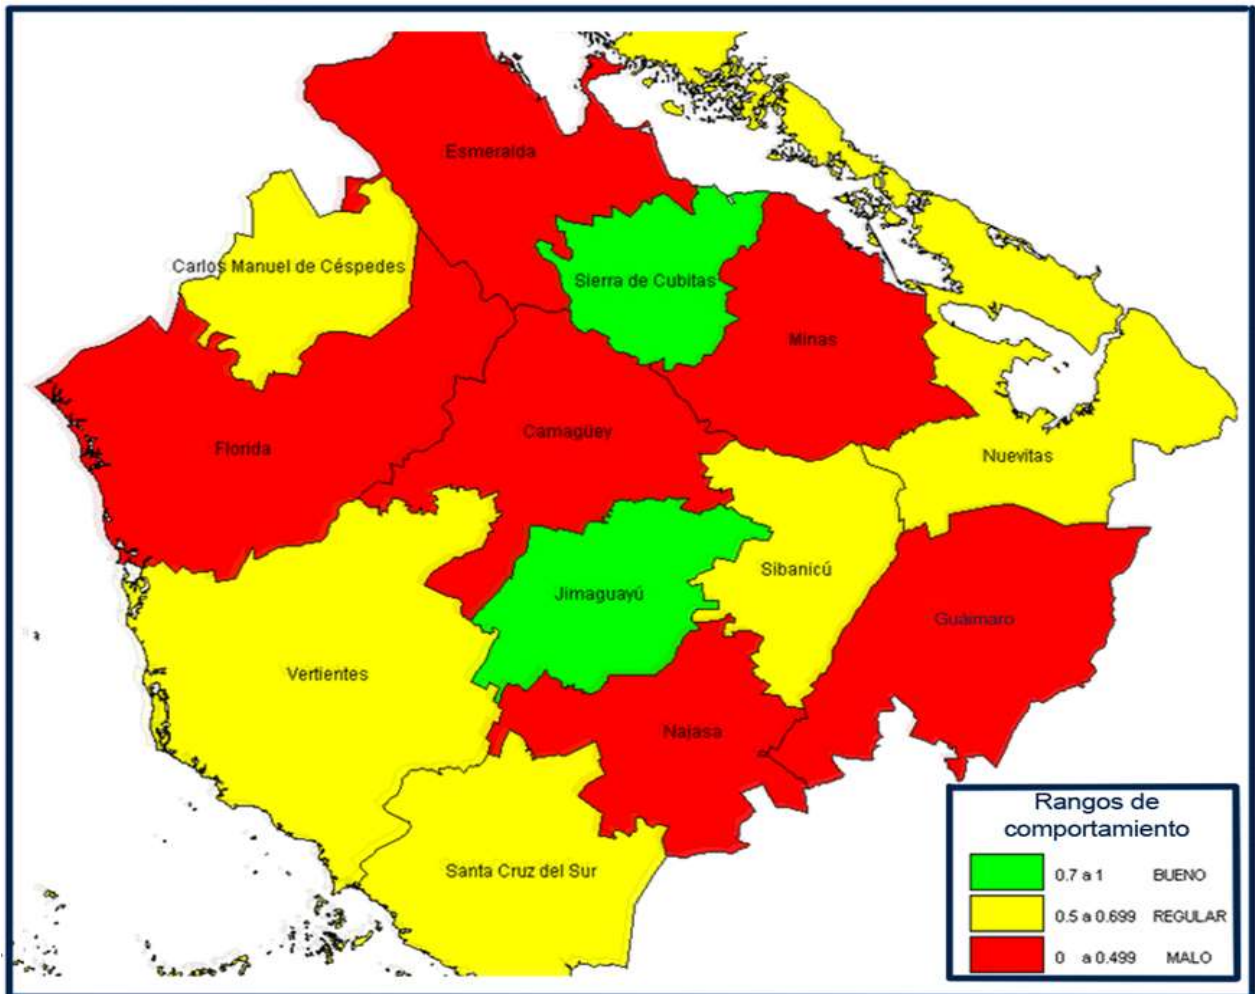 Esmeralda
Carlos Manuel de Céspedes
Sierra de Cubitas
Minas
Florida
Camagüey
Nuevitas
Sibanicú
Jimaguayú
Guáimaro
Vertientes
Najasa
Santa Cruz del Sur
Rangos de
comportamiento
0.7 a 1 BUENO
0.5 a 0.699 REGULAR
0 a 0.499 MALO